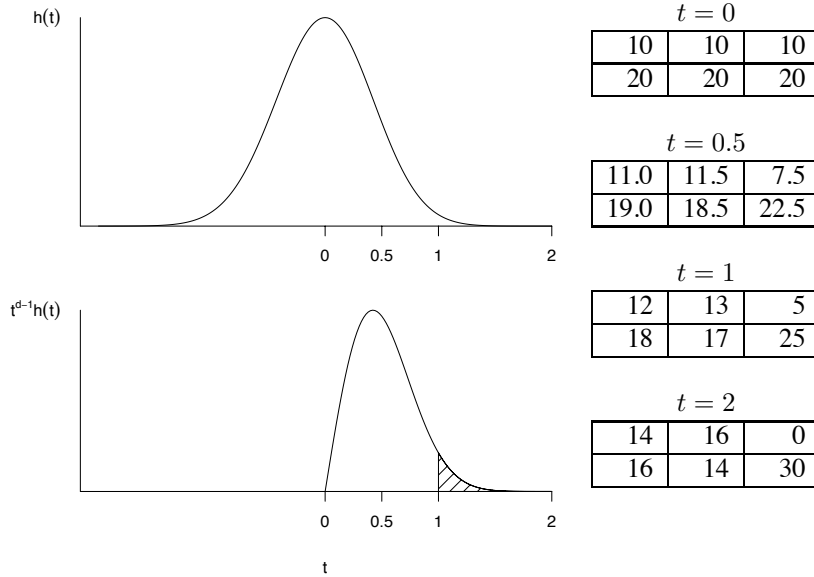 h(t)
0 0.5 1 2
t^{d−1}h(t)
0 0.5 1 2
t
t = 0
10 10 10
20 20 20
t = 0.5
11.0 11.5 7.5
19.0 18.5 22.5
t = 1
12 13 5
18 17 25
t = 2
14 16 0
16 14 30